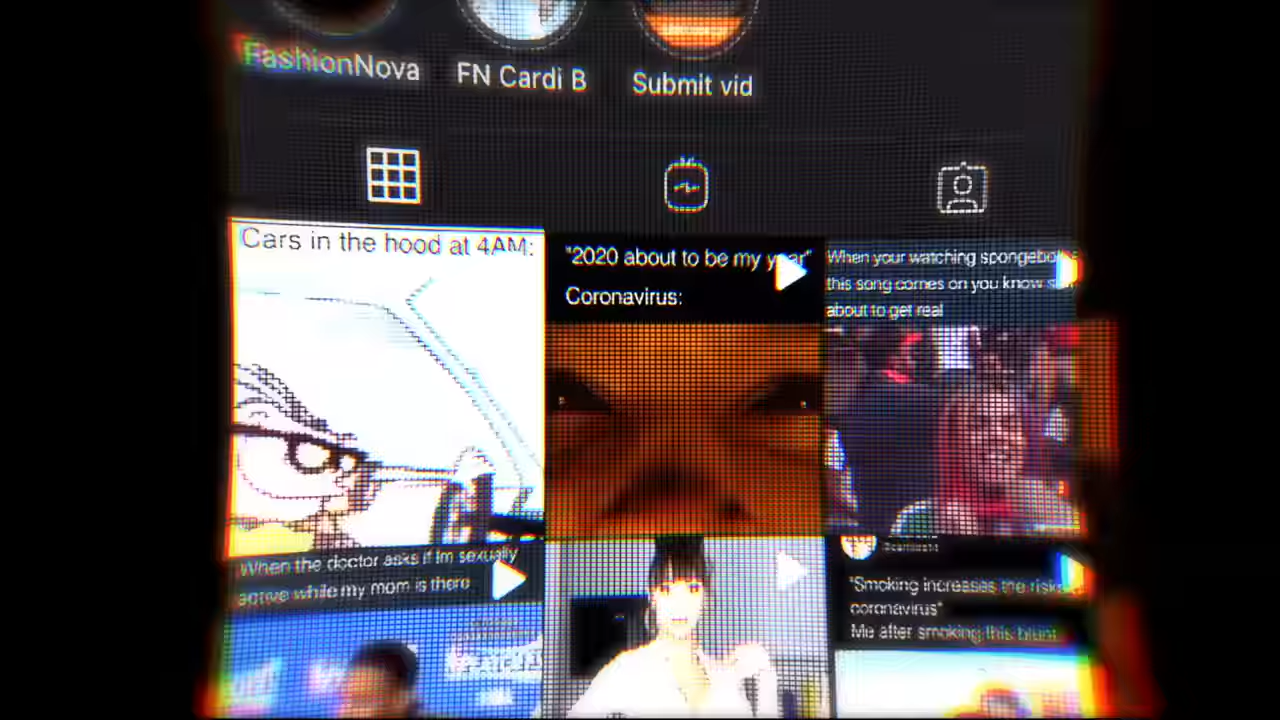 FashionNova
FN Cardi B
Submit vid
Cars in the hood at 4AM:
"2020 about to be my year"
Coronavirus:
When your watching
this song comes on you know
about to get real
When the doctor asks if Im sexually
active while my mom is there
"Smoking increases the risks
coronavirus"
Me after smoking this blunt